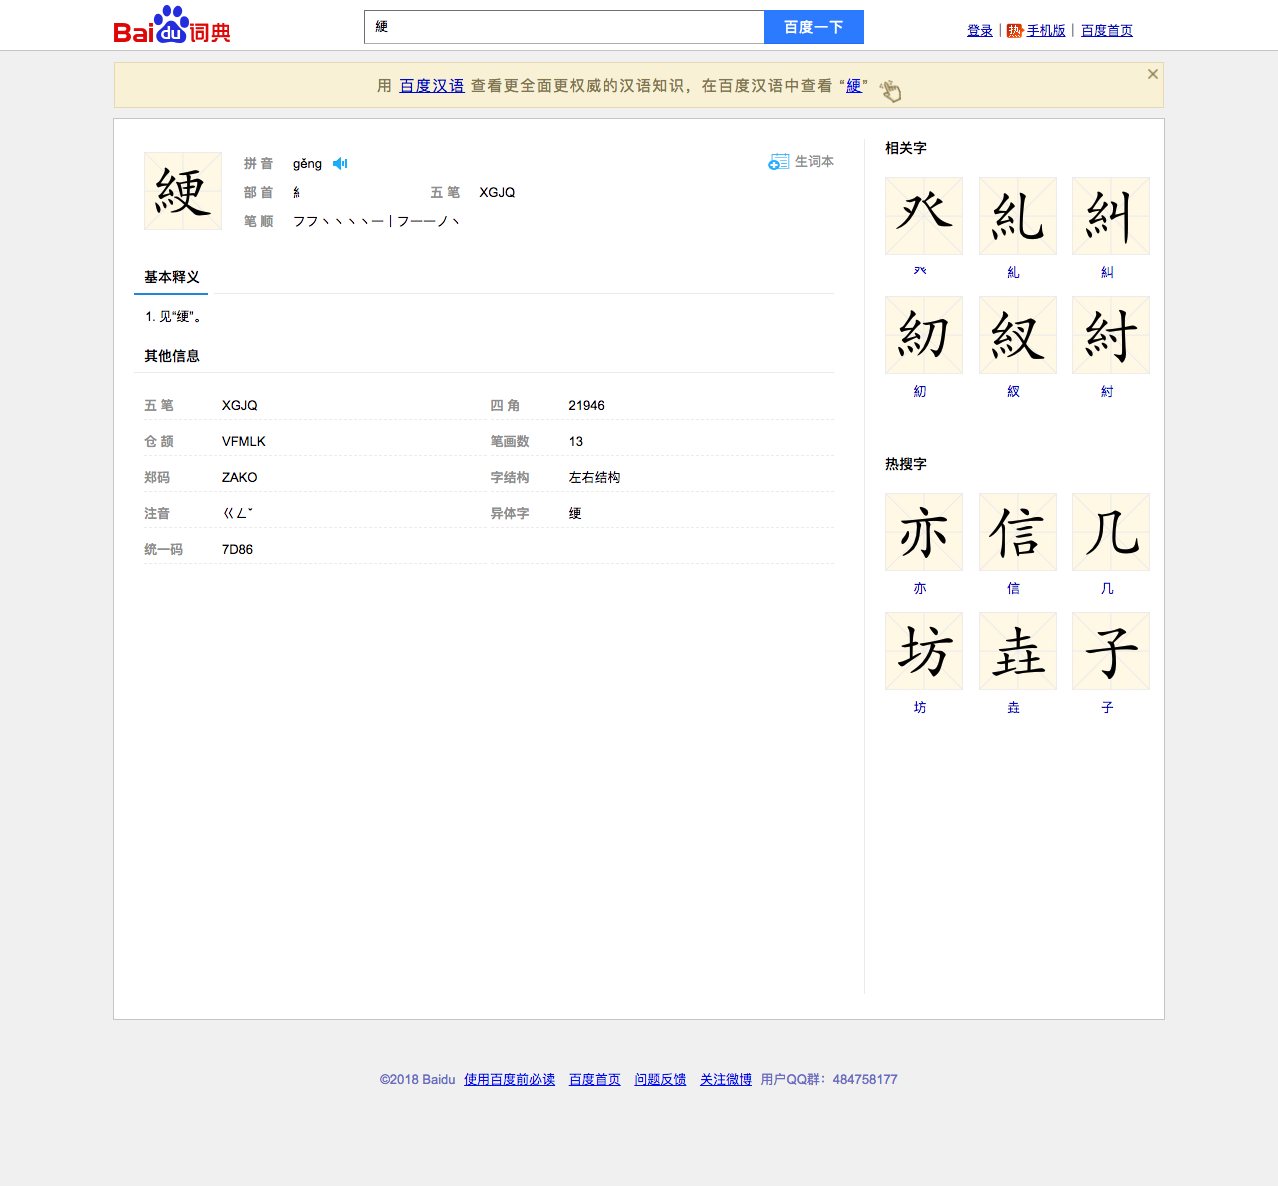 Baidu词典
綆
百度一下
登录 | 热 手机版 | 百度首页
用 百度汉语 查看更全面更权威的汉语知识，在百度汉语中查看 “綆”
綆
拼 音 gěng
生词本
部 首 糹 五 笔 XGJQ
笔 顺 フフ丶丶丶丶一丨フ一一ノ丶
基本释义
1. 见“绠”。
其他信息
五 笔 XGJQ 四 角 21946
仓 颉 VFMLK 笔画数 13
郑码 ZAKO 字结构 左右结构
注音 ㄍㄥˇ 异体字 绠
统一码 7D86
相关字
癶 糺 糾
癶 糺 糾
紉 紁 紨
紉 紁 紨
热搜字
亦 信 几
亦 信 几
坊 垚 子
坊 垚 子
©2018 Baidu 使用百度前必读 百度首页 问题反馈 关注微博 用户QQ群：484758177